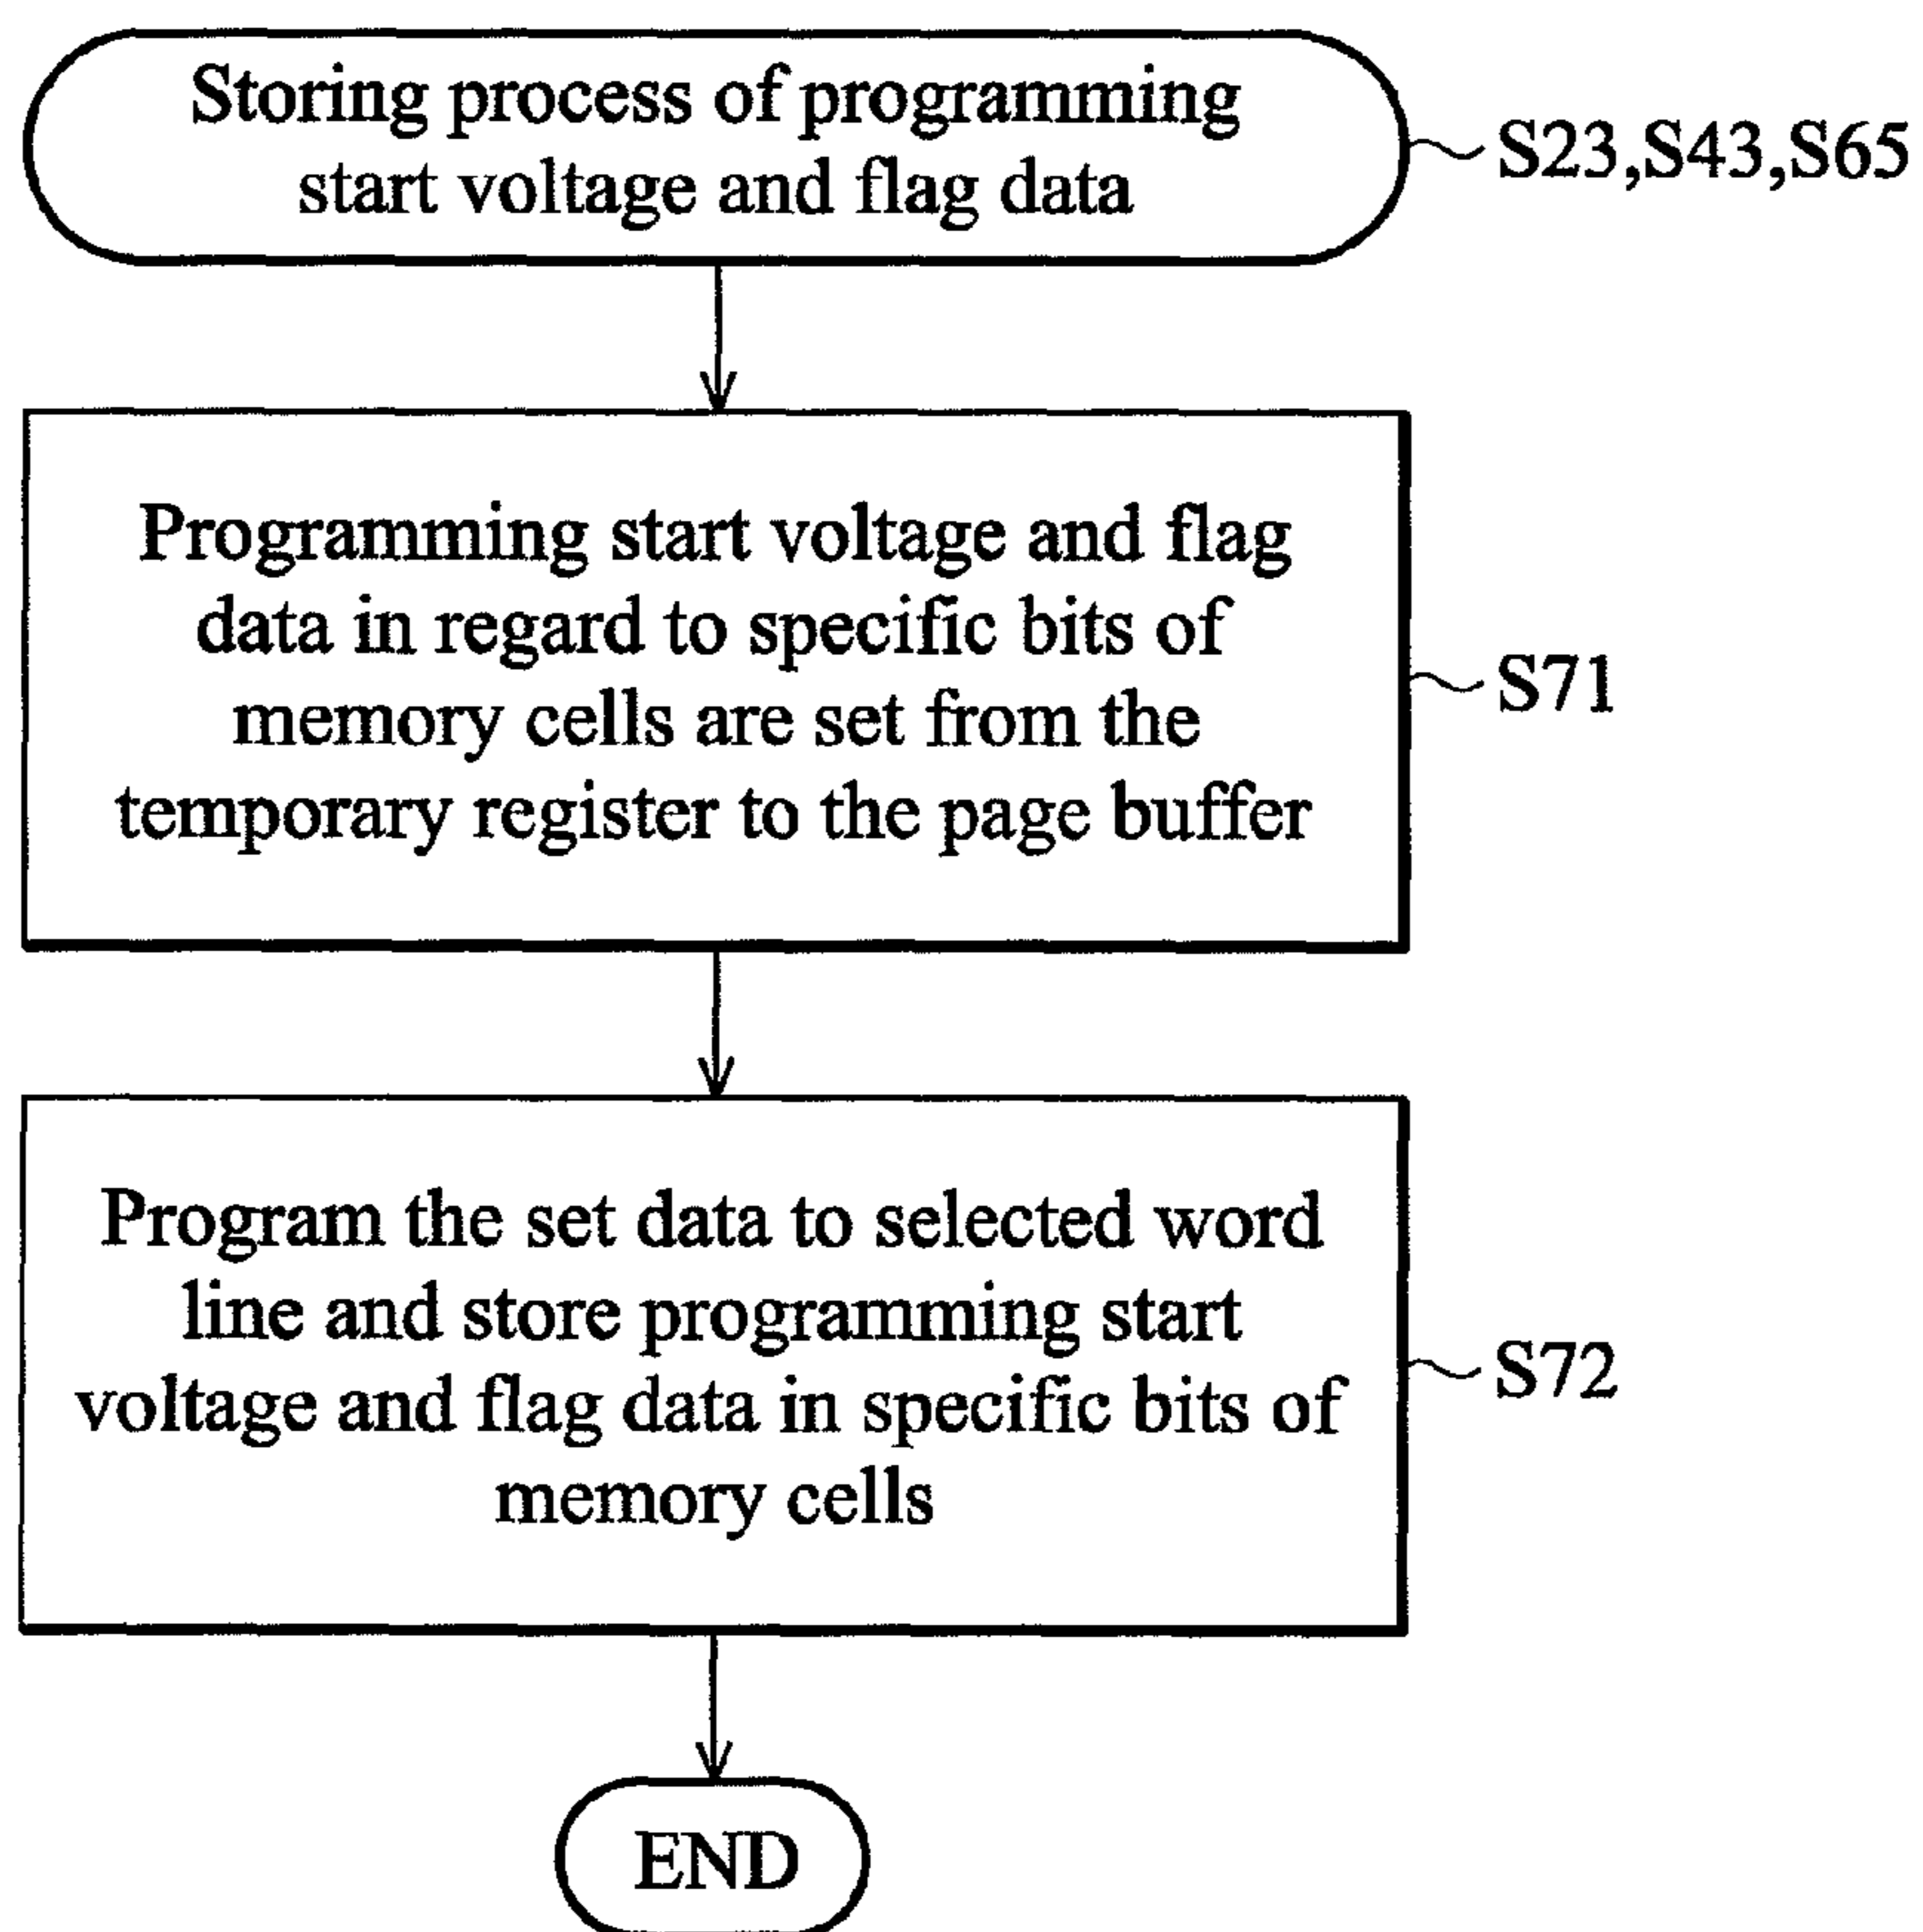 Storing process of programming
start voltage and flag data
S23,S43,S65
Programming start voltage and flag
data in regard to specific bits of
memory cells are set from the
temporary register to the page buffer
S71
Program the set data to selected word
line and store programming start
voltage and flag data in specific bits of
memory cells
S72
END